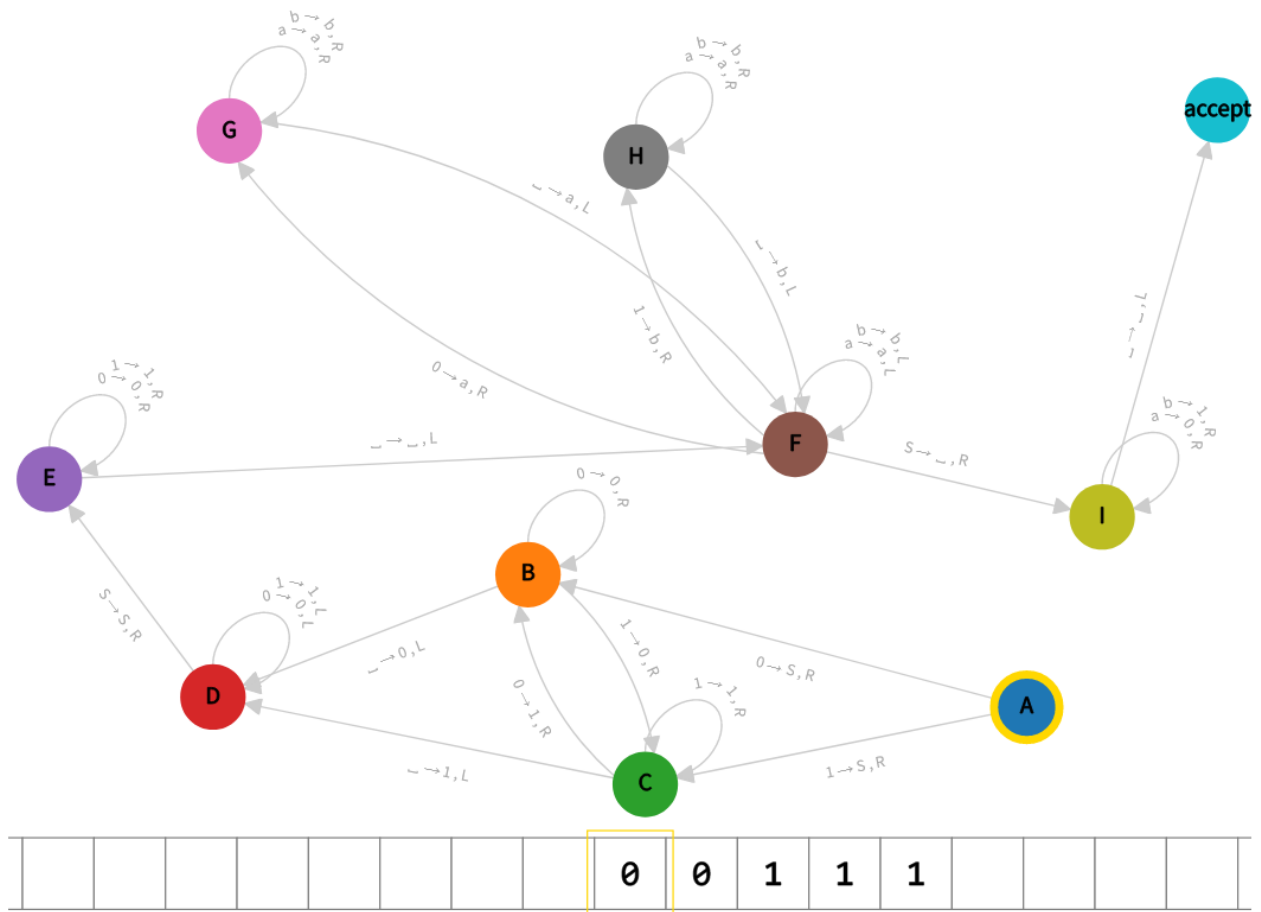 b→b,R
a→a,R
G
b→b,R
a→a,R
H
accept
␣→a,L
␣→b,L
1→b,R
0→a,R
b→b,L
a→a,L
F
␣→␣,L
1→1,R
0→0,R
E
␣→␣,L
S→␣,R
b→1,R
a→0,R
I
0→0,R
B
S→S,R
1→1,L
0→0,L
D
␣→0,L
1→0,R
0→S,R
0→1,R
1→1,R
A
␣→1,L
C
1→S,R
0 0 1 1 1